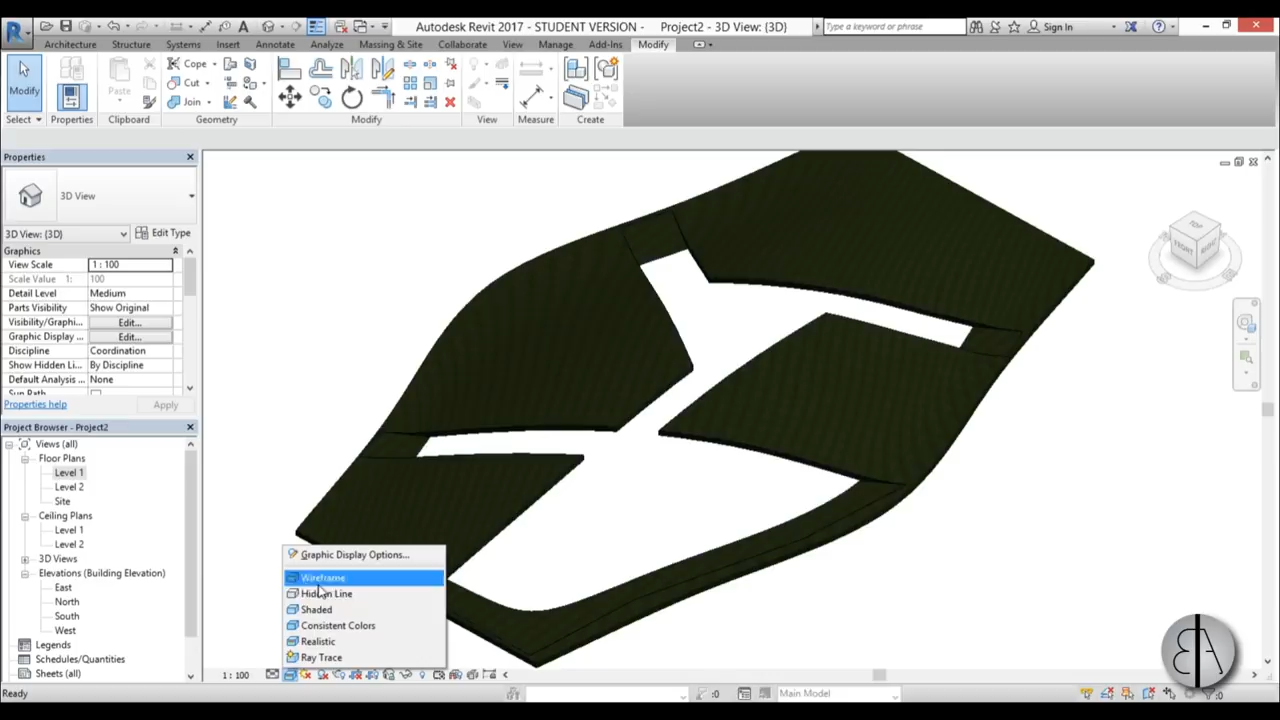 Autodesk Revit 2017 - STUDENT VERSION - Project2 - 3D View: {3D}
Type a keyword or phrase
Sign In
Architecture Structure Systems Insert Annotate Analyze Massing & Site Collaborate View Manage Add-Ins Modify
Modify
Paste
Cope
Cut
Join
Select Properties Clipboard Geometry Modify View Measure Create
Properties
3D View
3D View: {3D}
Edit Type
Graphics
View Scale 1 : 100
Scale Value 1: 100
Detail Level Medium
Parts Visibility Show Original
Visibility/Graphi... Edit...
Graphic Display ... Edit...
Discipline Coordination
Show Hidden Li... By Discipline
Default Analysis ... None
Sun Path
Properties help
Apply
Project Browser - Project2
Views (all)
Floor Plans
Level 1
Level 2
Site
Ceiling Plans
Level 1
Level 2
3D Views
Elevations (Building Elevation)
East
North
South
West
Legends
Schedules/Quantities
Sheets (all)
TOP
FRONT
RIGHT
Graphic Display Options...
Wireframe
Hidden Line
Shaded
Consistent Colors
Realistic
Ray Trace
1 : 100
Ready
:0
Main Model
:0